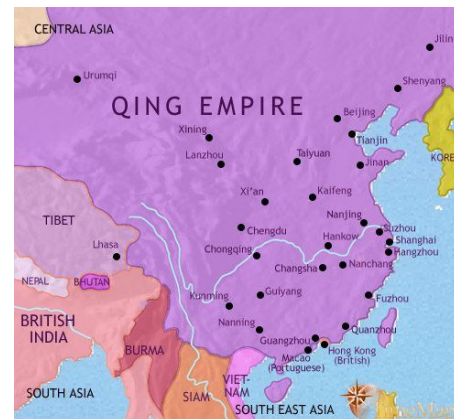 CENTRAL ASIA
Jilin
Urumqi
Shenyang
QING EMPIRE
Beijing
Tianjin
Xining
Taiyuan
Lanzhou
Jinan
KORE
Xi'an
Kaifeng
TIBET
Nanjing
Suzhou
Chengdu
Hankow
Shanghai
Lhasa
Chongqing
Hangzhou
Changsha
Nanchang
NEPAL
BHUTAN
Kunming
Guiyang
Fuzhou
BRITISH
INDIA
Nanning
Quanzhou
Guangzhou
BURMA
Macao
(Portuguese)
Hong Kong
(British)
VIET-
NAM
SOUTH ASIA
SIAM
SOUTH EAST ASIA
TimeMaps